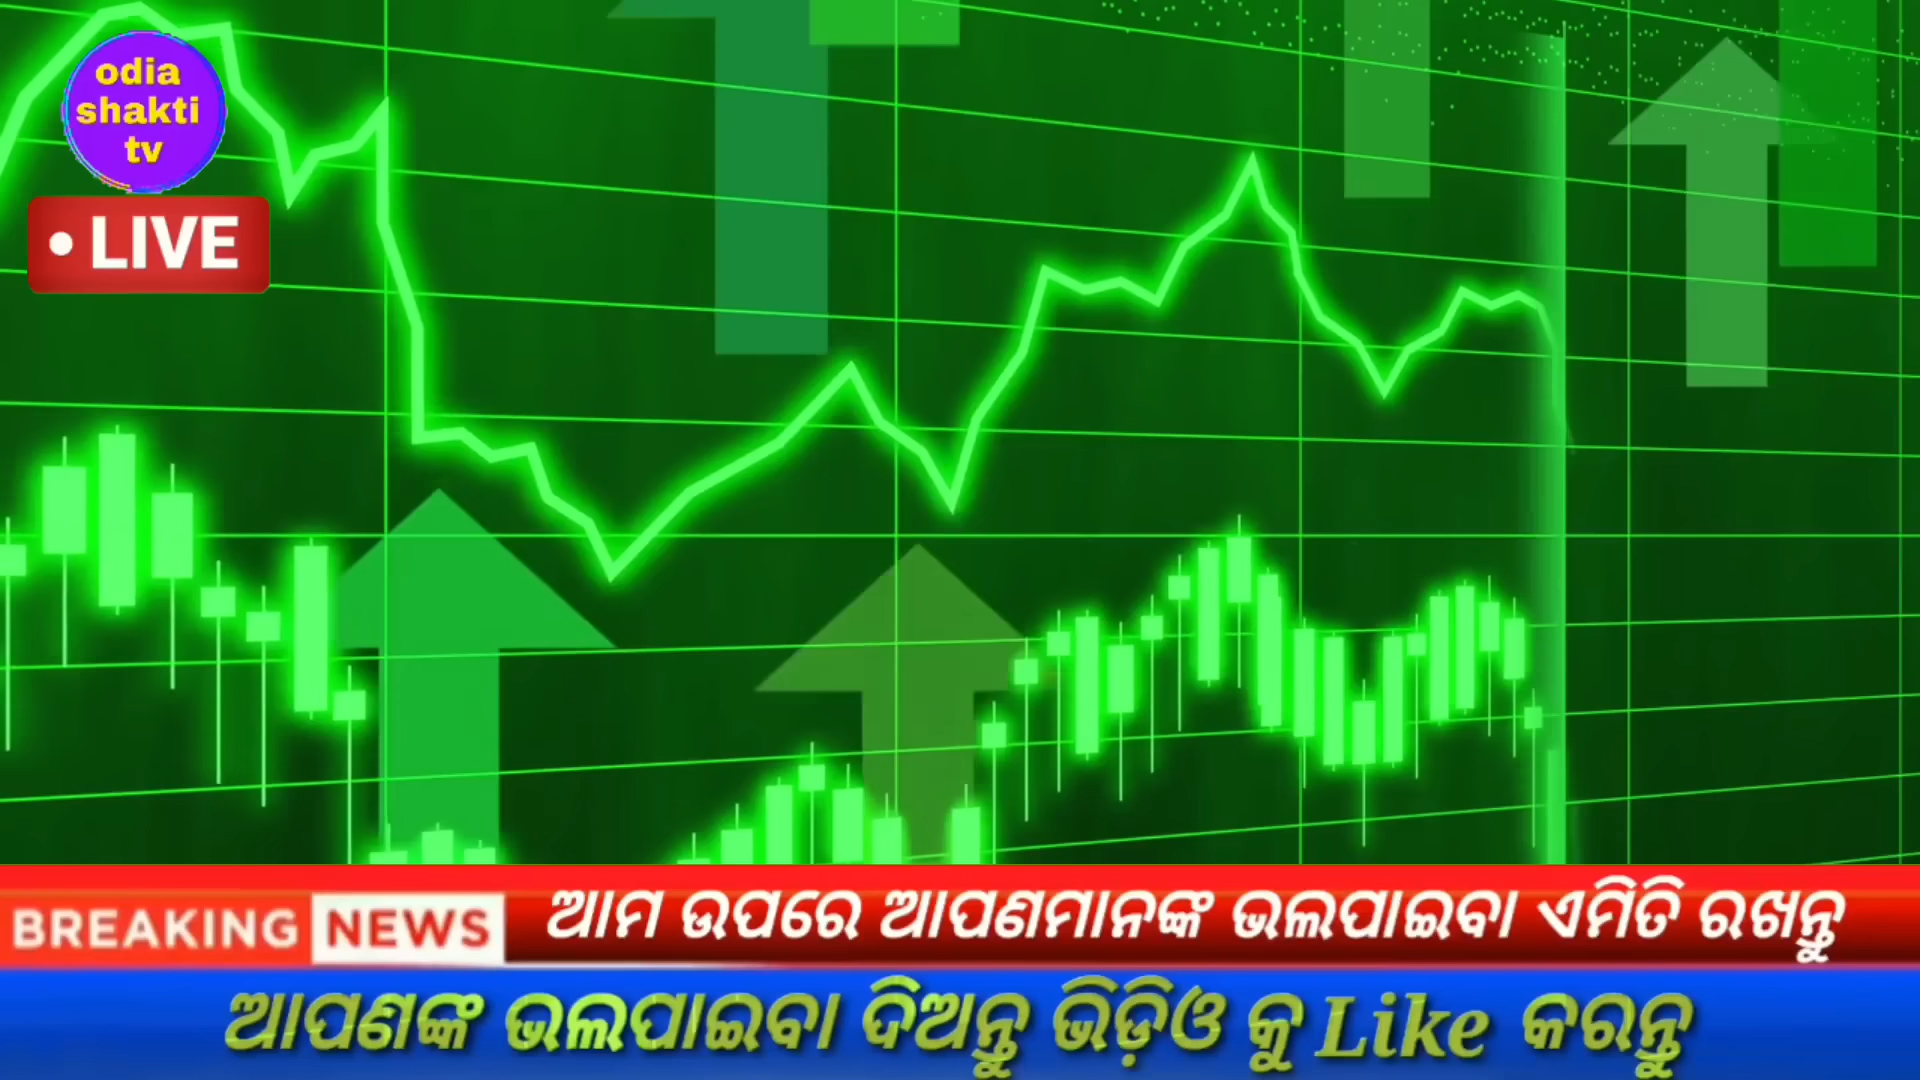 odia
shakti
tv
• LIVE
BREAKING NEWS
ଆମ ଉପରେ ଆପଣମାନଙ୍କ ଭଲପାଇବା ଏମିତି ରଖନ୍ତୁ
ଆପଣଙ୍କ ଭଲପାଇବା ଦିଅନ୍ତୁ ଭିଡ଼ିଓ କୁ Like କରନ୍ତୁ